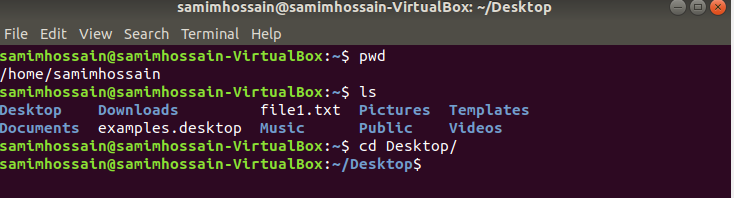 samimhossain@samimhossain-VirtualBox: ~/Desktop
File Edit View Search Terminal Help
samimhossain@samimhossain-VirtualBox:~$ pwd
/home/samimhossain
samimhossain@samimhossain-VirtualBox:~$ ls
Desktop Downloads file1.txt Pictures Templates
Documents examples.desktop Music Public Videos
samimhossain@samimhossain-VirtualBox:~$ cd Desktop/
samimhossain@samimhossain-VirtualBox:~/Desktop$